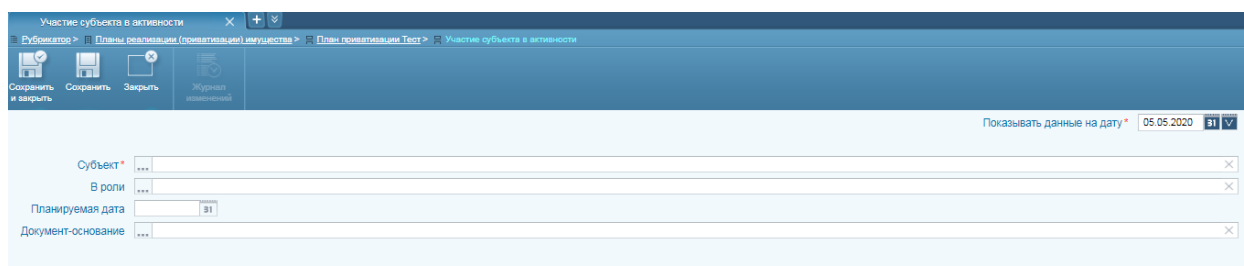 Участие субъекта в активности
Рубрикатор > Планы реализации (приватизации) имущества > План приватизации Тест > Участие субъекта в активности
Сохранить и закрыть
Сохранить
Закрыть
Журнал изменений
Показывать данные на дату* 05.05.2020 31
Субъект* ...
В роли ...
Планируемая дата 31
Документ-основание ...